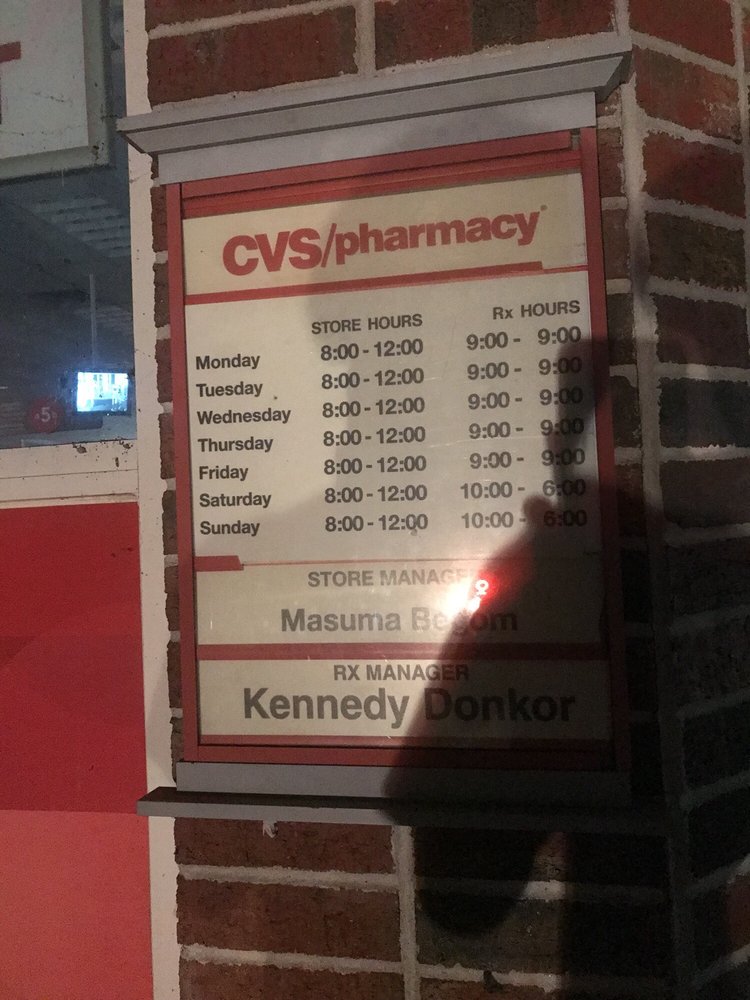 CVS/pharmacy
STORE HOURS Rx HOURS
Monday 8:00 - 12:00 9:00 - 9:00
Tuesday 8:00 - 12:00 9:00 - 9:00
Wednesday 8:00 - 12:00 9:00 - 9:00
Thursday 8:00 - 12:00 9:00 - 9:00
Friday 8:00 - 12:00 9:00 - 9:00
Saturday 8:00 - 12:00 10:00 - 6:00
Sunday 8:00 - 12:00 10:00 - 6:00
STORE MANAGER
Masuma Begom
RX MANAGER
Kennedy Donkor